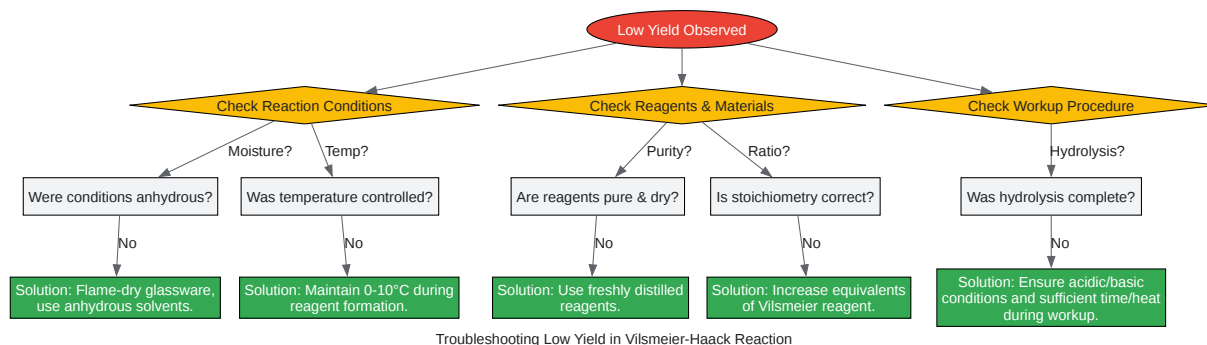 Low Yield Observed
Check Reaction Conditions
Check Reagents & Materials
Check Workup Procedure
Moisture?
Temp?
Purity?
Ratio?
Hydrolysis?
Were conditions anhydrous?
Was temperature controlled?
Are reagents pure & dry?
Is stoichiometry correct?
Was hydrolysis complete?
No
No
No
No
No
Solution: Flame-dry glassware,
use anhydrous solvents.
Solution: Maintain 0-10°C during
reagent formation.
Solution: Use freshly distilled
reagents.
Solution: Increase equivalents
of Vilsmeier reagent.
Solution: Ensure acidic/basic
conditions and sufficient time/heat
during workup.
Troubleshooting Low Yield in Vilsmeier-Haack Reaction